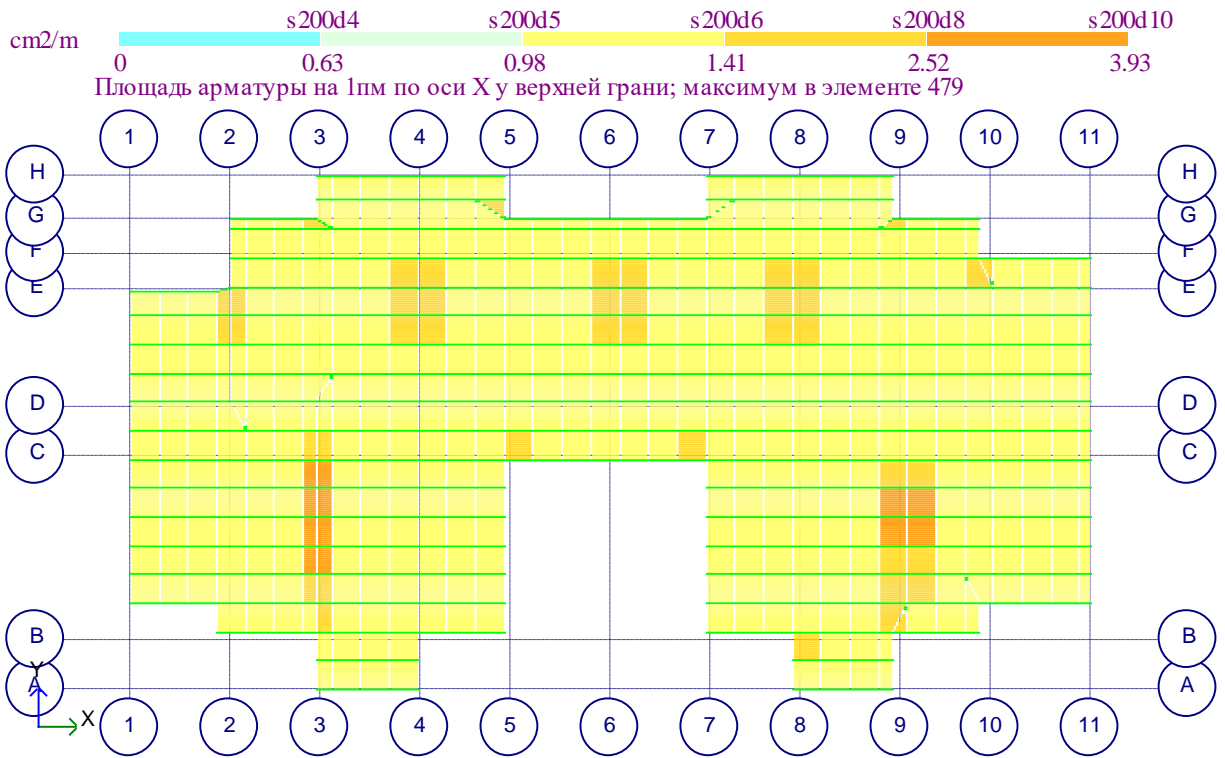 s200d4 s200d5 s200d6 s200d8 s200d10
cm2/m
0 0.63 0.98 1.41 2.52 3.93
Площадь арматуры на 1пм по оси X у верхней грани; максимум в элементе 479
1 2 3 4 5 6 7 8 9 10 11
H H
G G
F F
E E
D D
C C
B B
Y
A A
X
1 2 3 4 5 6 7 8 9 10 11